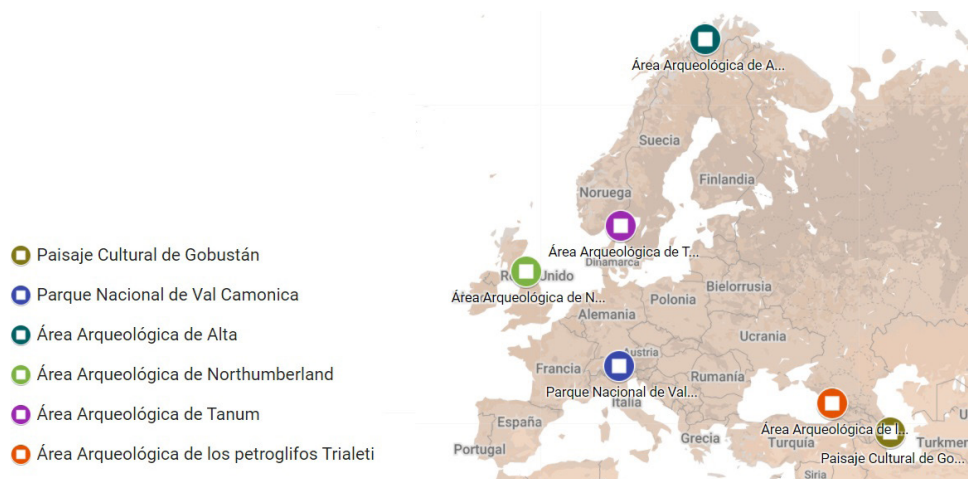 Paisaje Cultural de Gobustán
Parque Nacional de Val Camonica
Área Arqueológica de Alta
Área Arqueológica de Northumberland
Área Arqueológica de Tanum
Área Arqueológica de los petroglifos Trialeti
Área Arqueológica de A...
Suecia
Finlandia
Noruega
Área Arqueológica de T...
Dinamarca
Unido
Área Arqueológica de N...
Bielorrusia
Polonia
Alemania
Ucrania
Austria
Francia
Rumanía
Parque Nacional de Val...
Italia
España
Portugal
Grecia
Área Arqueológica de l...
Turquía
Paisaje Cultural de Go...
Turkmer
Siria